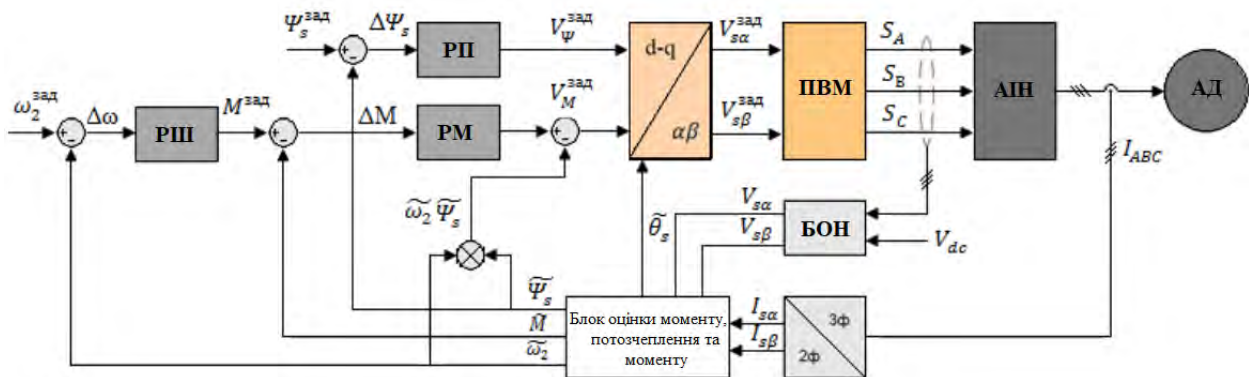 Ψ_s^зад
ΔΨ_s
РП
V_Ψ^зад
d-q
αβ
V_sα^зад
V_sβ^зад
ПВМ
S_A
S_B
S_C
АІН
АД
ω_2^зад
Δω
РШ
M^зад
ΔM
РМ
V_M^зад
I_ABC
ω̃_2 Ψ̃_s
θ̃_s
V_sα
V_sβ
БОН
V_dc
Ψ̃_s
M̃
ω̃_2
Блок оцінки моменту,
потозчеплення та
моменту
I_sα
I_sβ
3ф
2ф